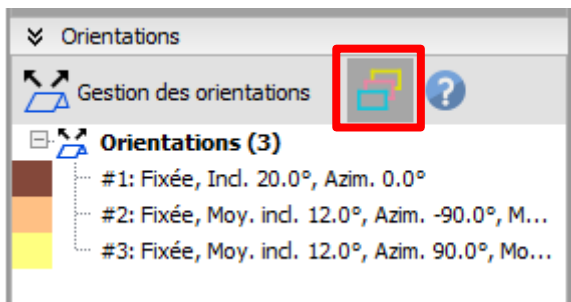 Orientations
Gestion des orientations ?
Orientations (3)
#1: Fixée, Incl. 20.0°, Azim. 0.0°
#2: Fixée, Moy. incl. 12.0°, Azim. -90.0°, M...
#3: Fixée, Moy. incl. 12.0°, Azim. 90.0°, Mo...